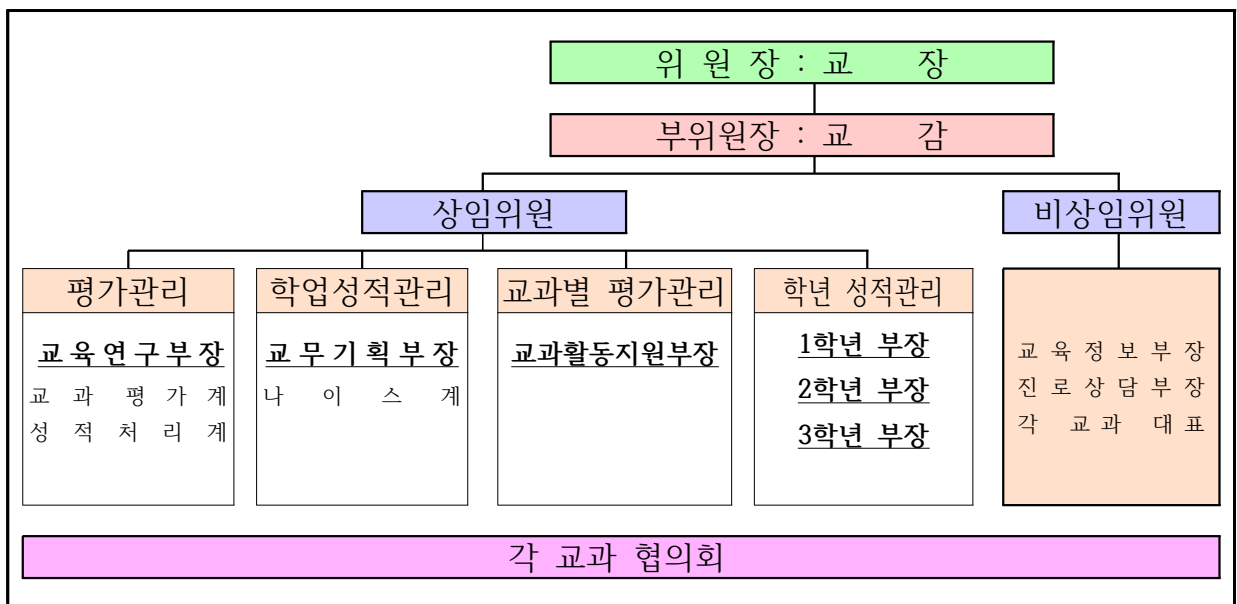 위 원 장 : 교 장
부위원장 : 교 감
상임위원
비상임위원
평가관리
교육연구부장
교 과 평 가 계
성 적 처 리 계
학업성적관리
교무기획부장
나 이 스 계
교과별 평가관리
교과활동지원부장
학년 성적관리
1학년 부장
2학년 부장
3학년 부장
교 육 정 보 부 장
진 로 상 담 부 장
각 교 과 대 표
각 교과 협의회